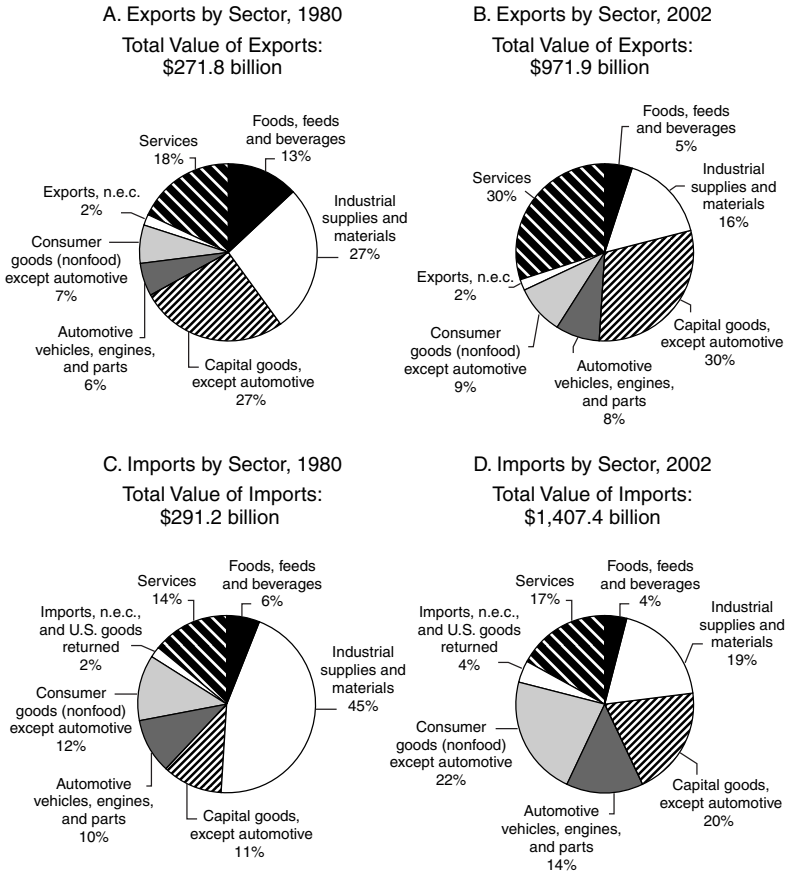 A. Exports by Sector, 1980
Total Value of Exports:
$271.8 billion
Foods, feeds
and beverages
13%
Industrial
supplies and
materials
27%
Capital goods,
except automotive
27%
Automotive
vehicles, engines,
and parts
6%
Consumer
goods (nonfood)
except automotive
7%
Exports, n.e.c.
2%
Services
18%
B. Exports by Sector, 2002
Total Value of Exports:
$971.9 billion
Foods, feeds
and beverages
5%
Industrial
supplies and
materials
16%
Capital goods,
except automotive
30%
Automotive
vehicles, engines,
and parts
8%
Consumer
goods (nonfood)
except automotive
9%
Exports, n.e.c.
2%
Services
30%
C. Imports by Sector, 1980
Total Value of Imports:
$291.2 billion
Foods, feeds
and beverages
6%
Industrial
supplies and
materials
45%
Capital goods,
except automotive
11%
Automotive
vehicles, engines,
and parts
10%
Consumer
goods (nonfood)
except automotive
12%
Imports, n.e.c.,
and U.S. goods
returned
2%
Services
14%
D. Imports by Sector, 2002
Total Value of Imports:
$1,407.4 billion
Foods, feeds
and beverages
4%
Industrial
supplies and
materials
19%
Capital goods,
except automotive
20%
Automotive
vehicles, engines,
and parts
14%
Consumer
goods (nonfood)
except automotive
22%
Imports, n.e.c.,
and U.S. goods
returned
4%
Services
17%